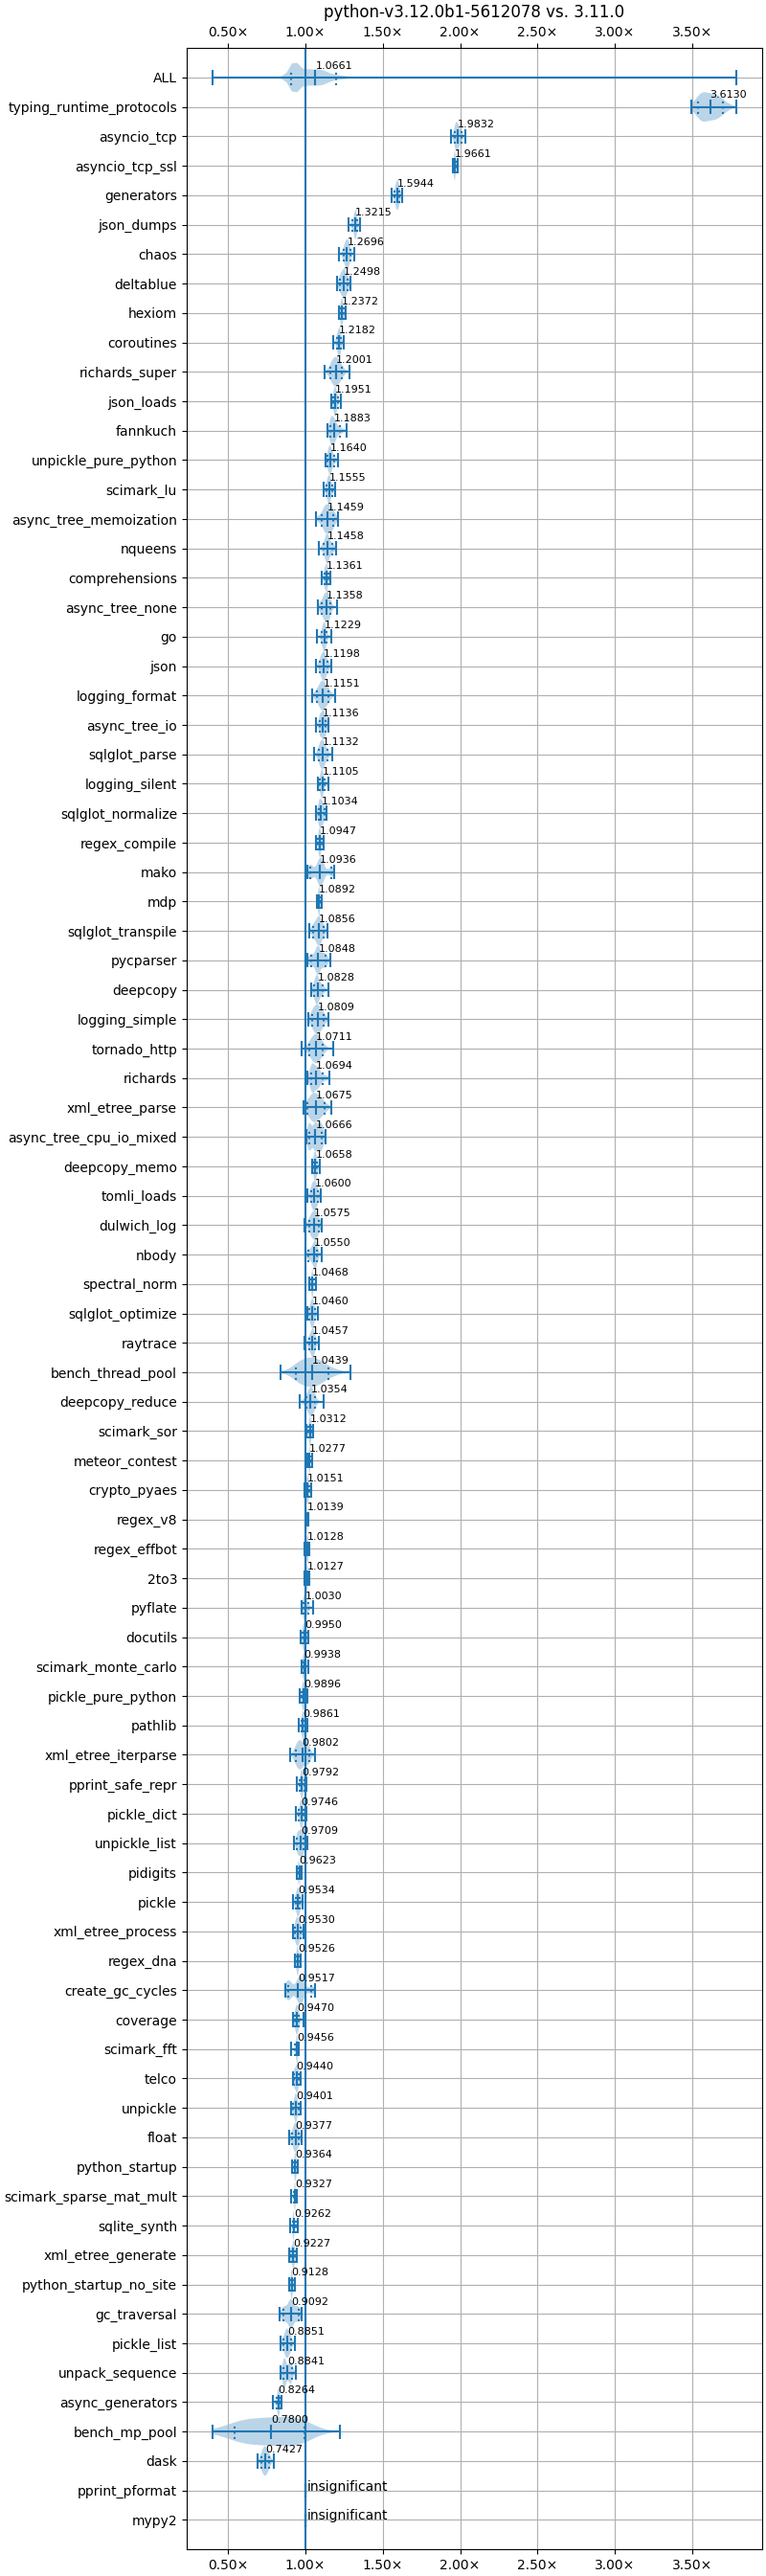 python-v3.12.0b1-5612078 vs. 3.11.0
0.50× 1.00× 1.50× 2.00× 2.50× 3.00× 3.50×
ALL 1.0661
typing_runtime_protocols 3.6130
asyncio_tcp 1.9832
asyncio_tcp_ssl 1.9661
generators 1.5944
json_dumps 1.3215
chaos 1.2696
deltablue 1.2498
hexiom 1.2372
coroutines 1.2182
richards_super 1.2001
json_loads 1.1951
fannkuch 1.1883
unpickle_pure_python 1.1640
scimark_lu 1.1555
async_tree_memoization 1.1459
nqueens 1.1458
comprehensions 1.1361
async_tree_none 1.1358
go 1.1229
json 1.1198
logging_format 1.1151
async_tree_io 1.1136
sqlglot_parse 1.1132
logging_silent 1.1105
sqlglot_normalize 1.1034
regex_compile 1.0947
mako 1.0936
mdp 1.0892
sqlglot_transpile 1.0856
pycparser 1.0848
deepcopy 1.0828
logging_simple 1.0809
tornado_http 1.0711
richards 1.0694
xml_etree_parse 1.0675
async_tree_cpu_io_mixed 1.0666
deepcopy_memo 1.0658
tomli_loads 1.0600
dulwich_log 1.0575
nbody 1.0550
spectral_norm 1.0468
sqlglot_optimize 1.0460
raytrace 1.0457
bench_thread_pool 1.0439
deepcopy_reduce 1.0354
scimark_sor 1.0312
meteor_contest 1.0277
crypto_pyaes 1.0151
regex_v8 1.0139
regex_effbot 1.0128
2to3 1.0127
pyflate 1.0030
docutils 0.9950
scimark_monte_carlo 0.9938
pickle_pure_python 0.9896
pathlib 0.9861
xml_etree_iterparse 0.9802
pprint_safe_repr 0.9792
pickle_dict 0.9746
unpickle_list 0.9709
pidigits 0.9623
pickle 0.9534
xml_etree_process 0.9530
regex_dna 0.9526
create_gc_cycles 0.9517
coverage 0.9470
scimark_fft 0.9456
telco 0.9440
unpickle 0.9401
float 0.9377
python_startup 0.9364
scimark_sparse_mat_mult 0.9327
sqlite_synth 0.9262
xml_etree_generate 0.9227
python_startup_no_site 0.9128
gc_traversal 0.9092
pickle_list 0.8851
unpack_sequence 0.8841
async_generators 0.8264
bench_mp_pool 0.7800
dask 0.7427
pprint_pformat insignificant
mypy2 insignificant
0.50× 1.00× 1.50× 2.00× 2.50× 3.00× 3.50×